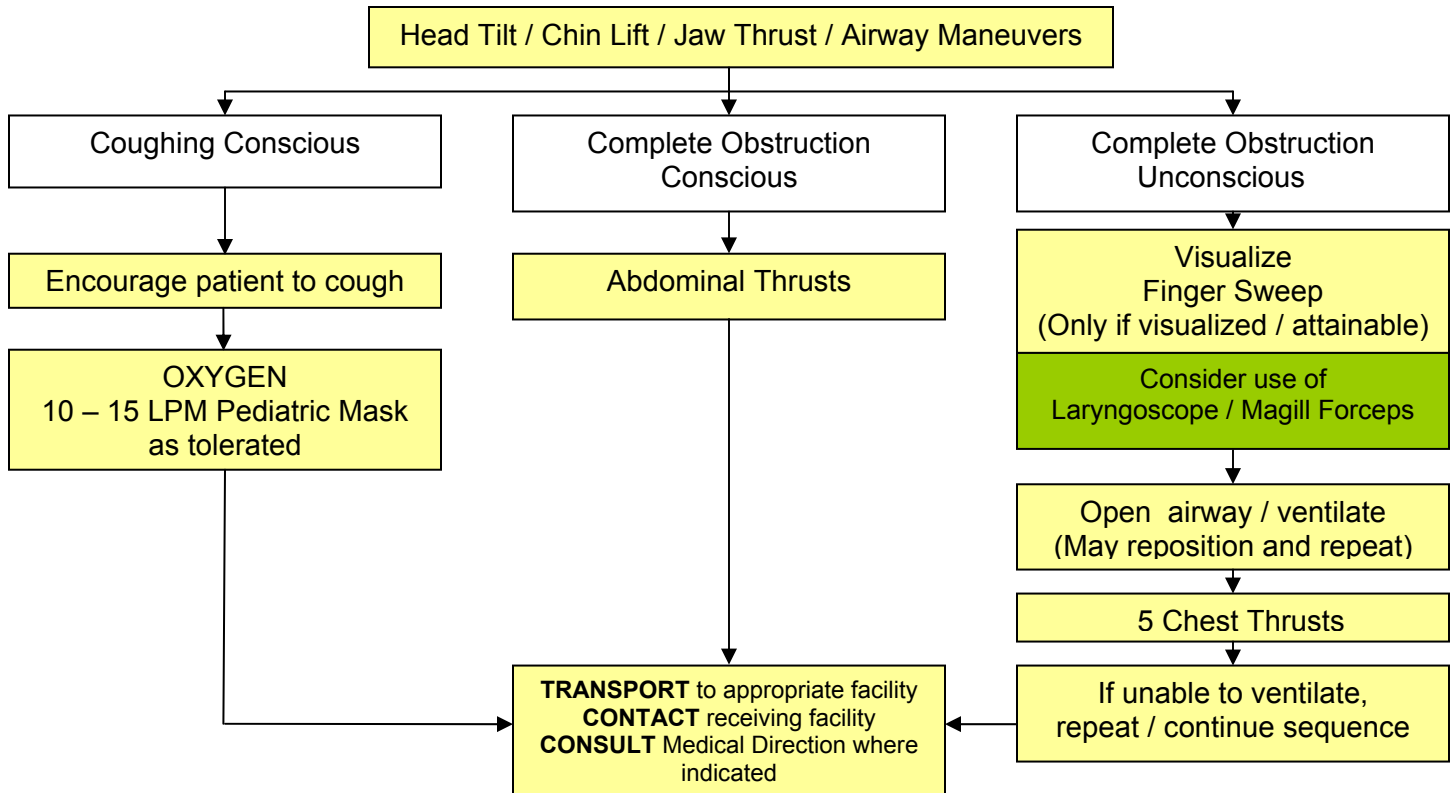 Head Tilt / Chin Lift / Jaw Thrust / Airway Maneuvers
Coughing Conscious
Encourage patient to cough
OXYGEN
10 – 15 LPM Pediatric Mask
as tolerated
Complete Obstruction
Conscious
Abdominal Thrusts
Complete Obstruction
Unconscious
Visualize
Finger Sweep
(Only if visualized / attainable)
Consider use of
Laryngoscope / Magill Forceps
Open airway / ventilate
(May reposition and repeat)
5 Chest Thrusts
If unable to ventilate,
repeat / continue sequence
TRANSPORT to appropriate facility
CONTACT receiving facility
CONSULT Medical Direction where
indicated